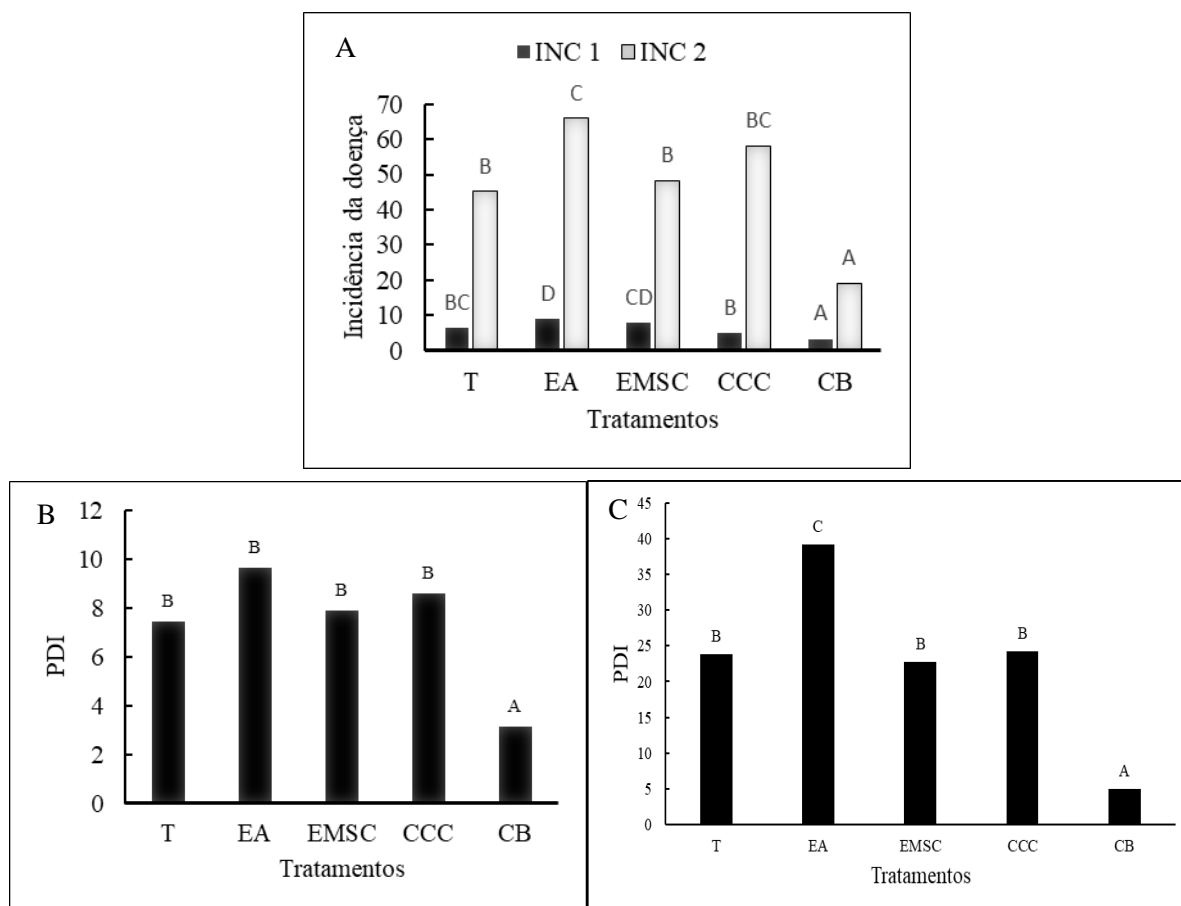 A
INC 1 INC 2
Incidência da doença
70
60
50
40
30
20
10
0
BC B D C CD B B BC A A
T EA EMSC CCC CB
Tratamentos
B
PDI
12
10
8
6
4
2
0
B B B B A
T EA EMSC CCC CB
Tratamentos
C
PDI
45
40
35
30
25
20
15
10
5
0
B C B B A
T EA EMSC CCC CB
Tratamentos